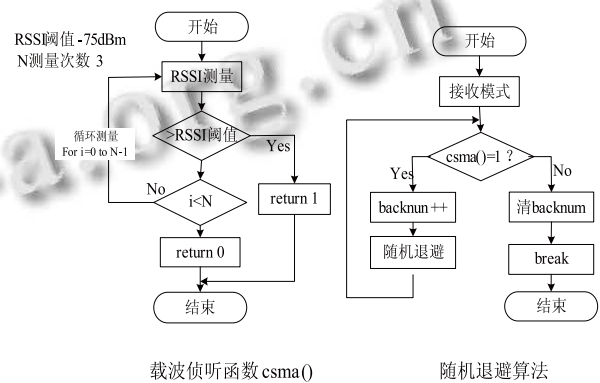 RSSI阈值 -75dBm
N测量次数 3
开始
RSSI测量
>RSSI阈值
循环测量
For i=0 to N-1
Yes
No
i<N
return 1
return 0
结束
载波侦听函数 csma()
开始
接收模式
csma()=1 ?
Yes
No
backnun ++
清backnum
随机退避
break
结束
随机退避算法
a.org.cn